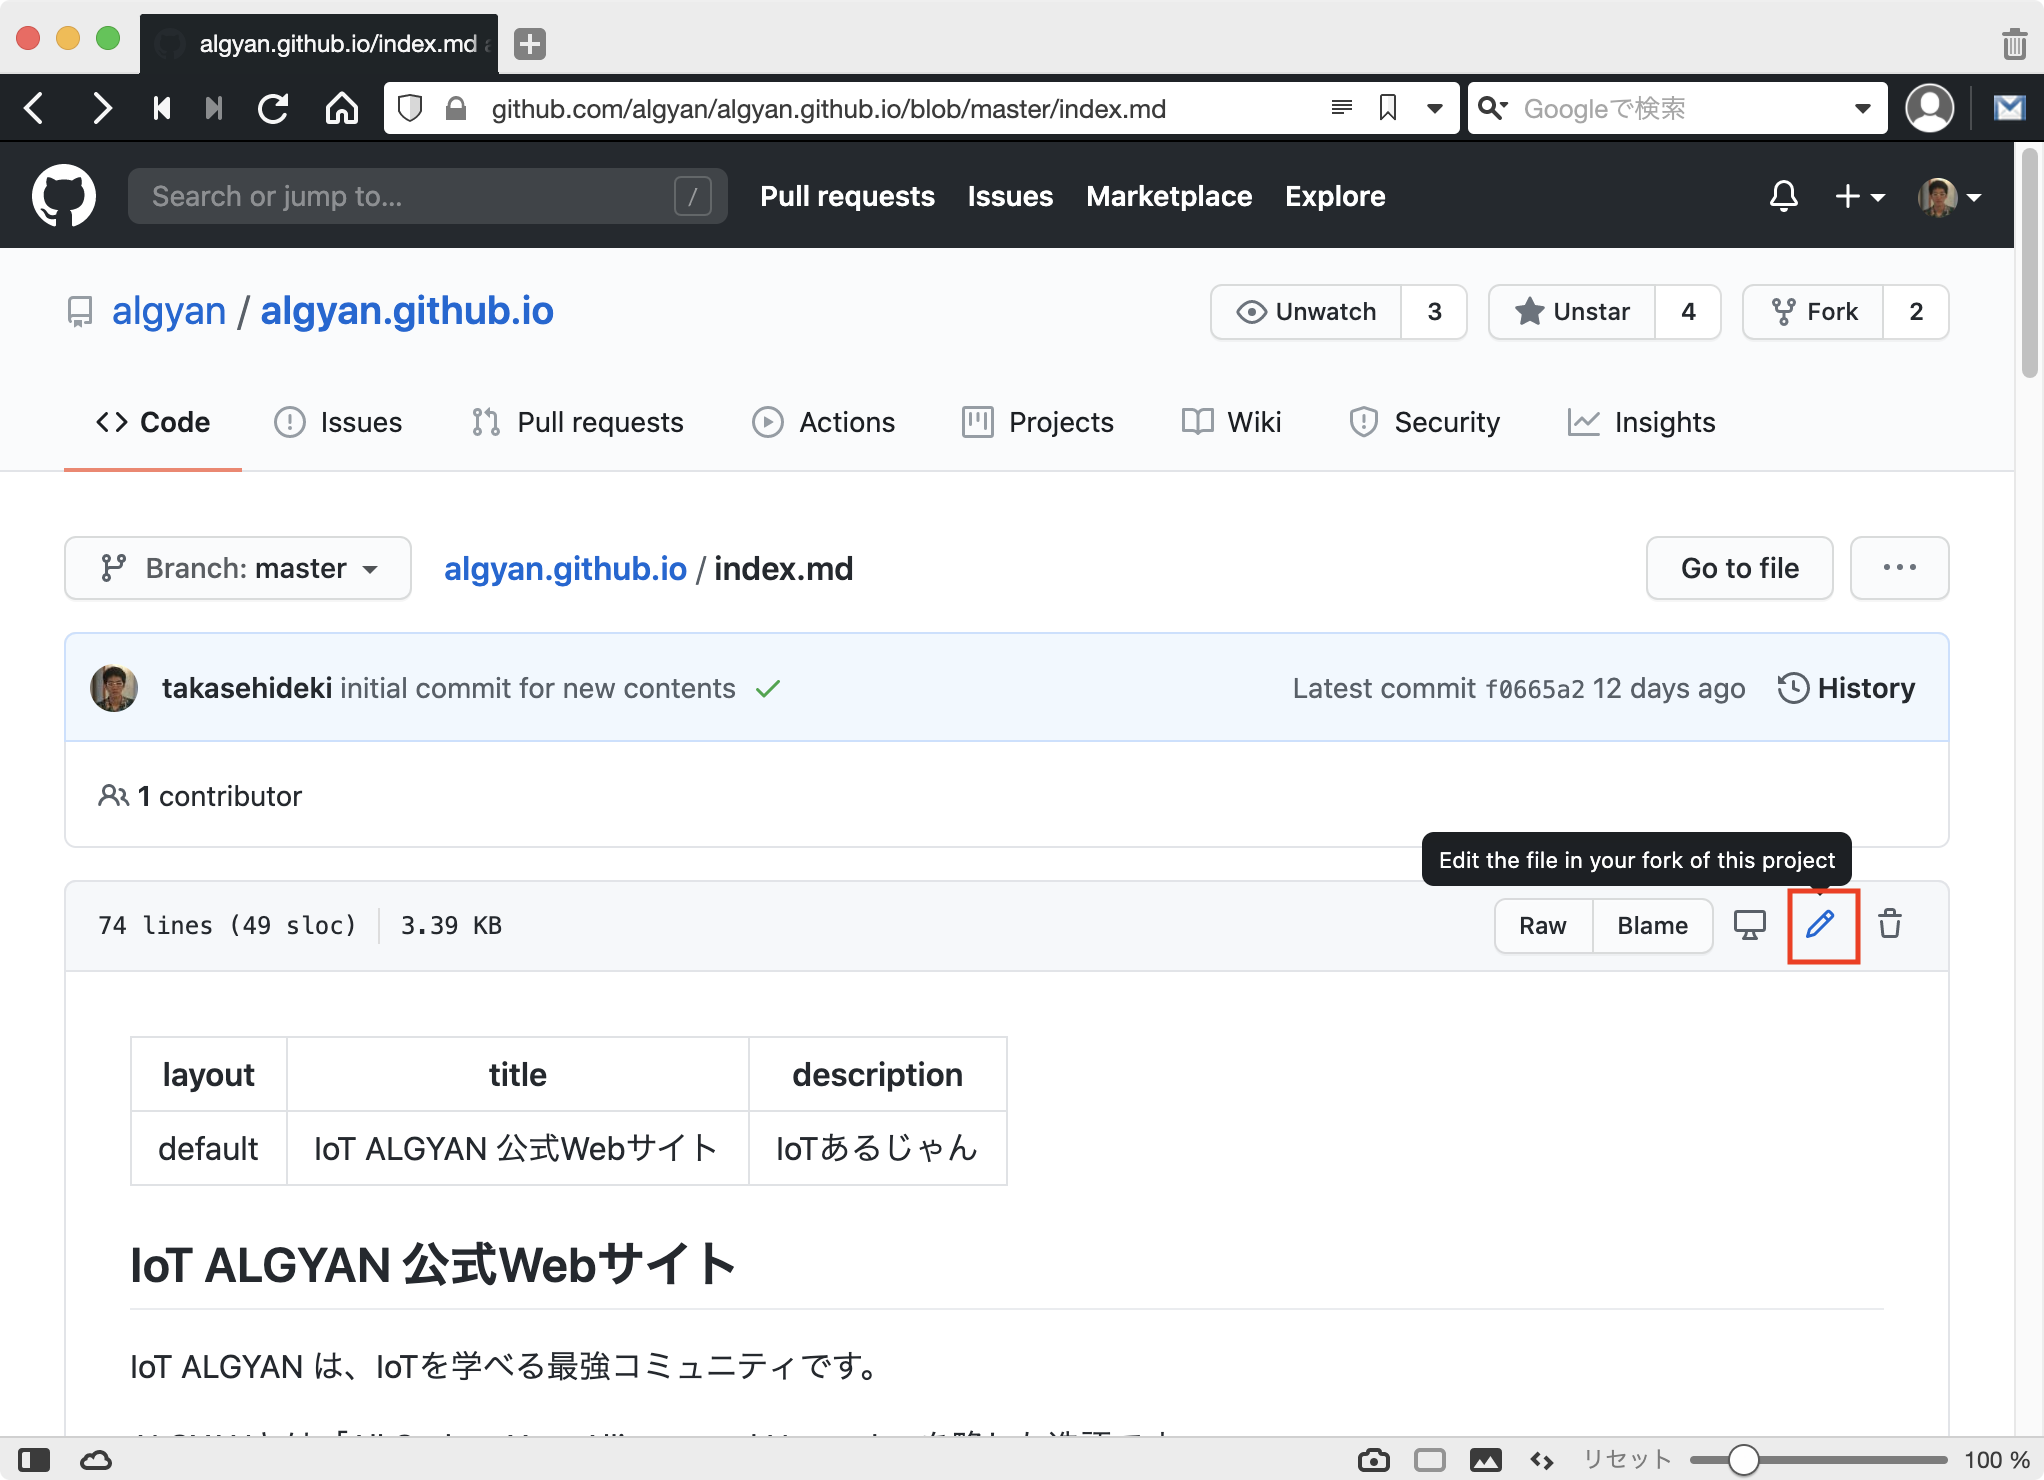 algyan.github.io/index.md
github.com/algyan/algyan.github.io/blob/master/index.md
Googleで検索
Search or jump to... /
Pull requests Issues Marketplace Explore
algyan / algyan.github.io
Unwatch 3 Unstar 4 Fork 2
Code Issues Pull requests Actions Projects Wiki Security Insights
Branch: master algyan.github.io / index.md Go to file ...
takasehideki initial commit for new contents Latest commit f0665a2 12 days ago History
1 contributor
Edit the file in your fork of this project
74 lines (49 sloc) 3.39 KB Raw Blame
layout title description
default IoT ALGYAN 公式Webサイト IoTあるじゃん
IoT ALGYAN 公式Webサイト
IoT ALGYAN は、IoTを学べる最強コミュニティです。
リセット 100 %